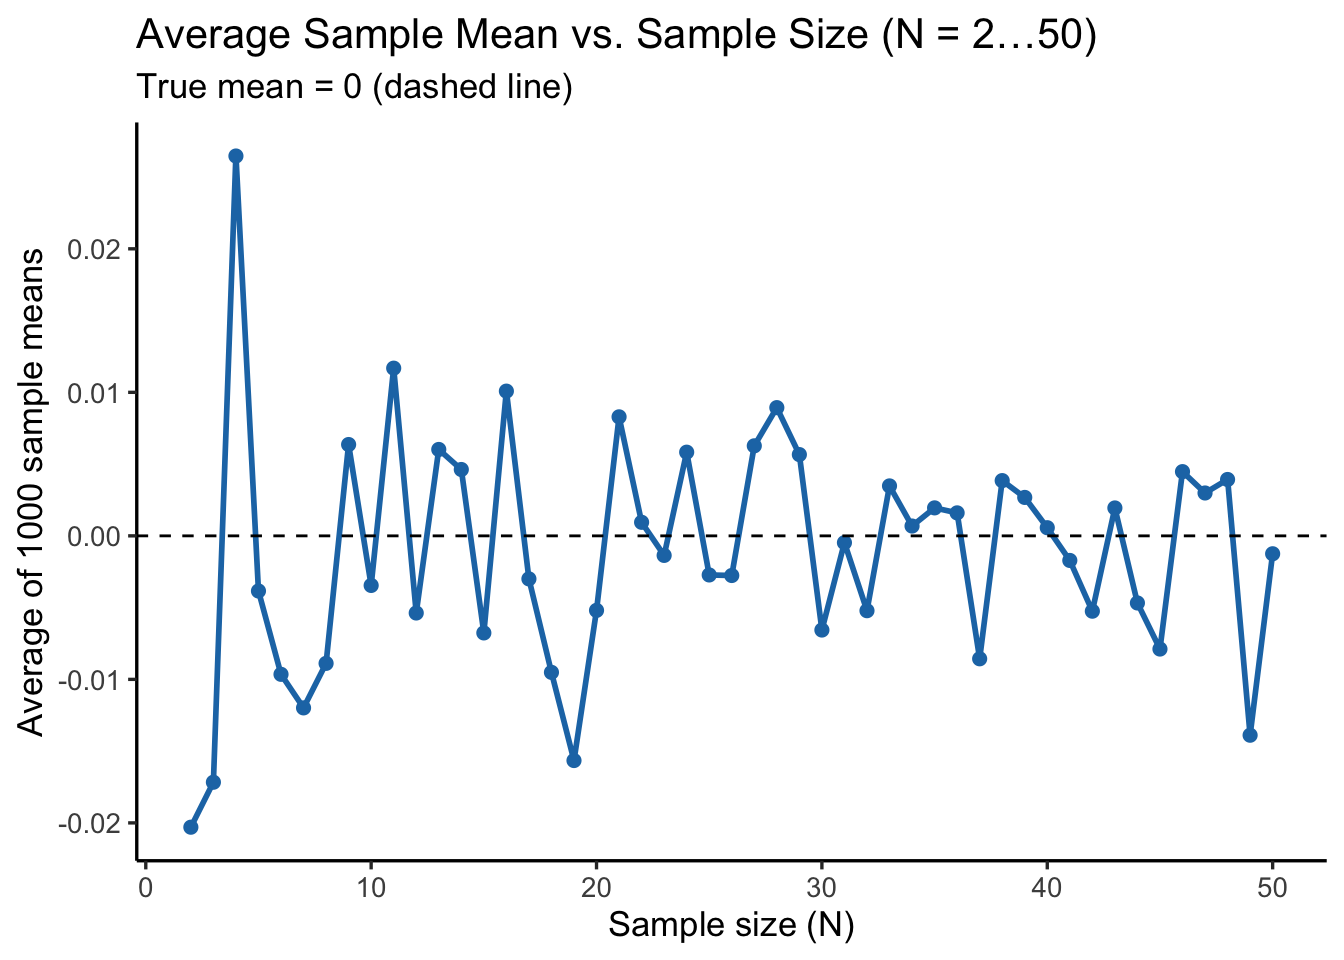 Average Sample Mean vs. Sample Size (N = 2…50)
True mean = 0 (dashed line)
Average of 1000 sample means
0.02
0.01
0.00
-0.01
-0.02
0 10 20 30 40 50
Sample size (N)